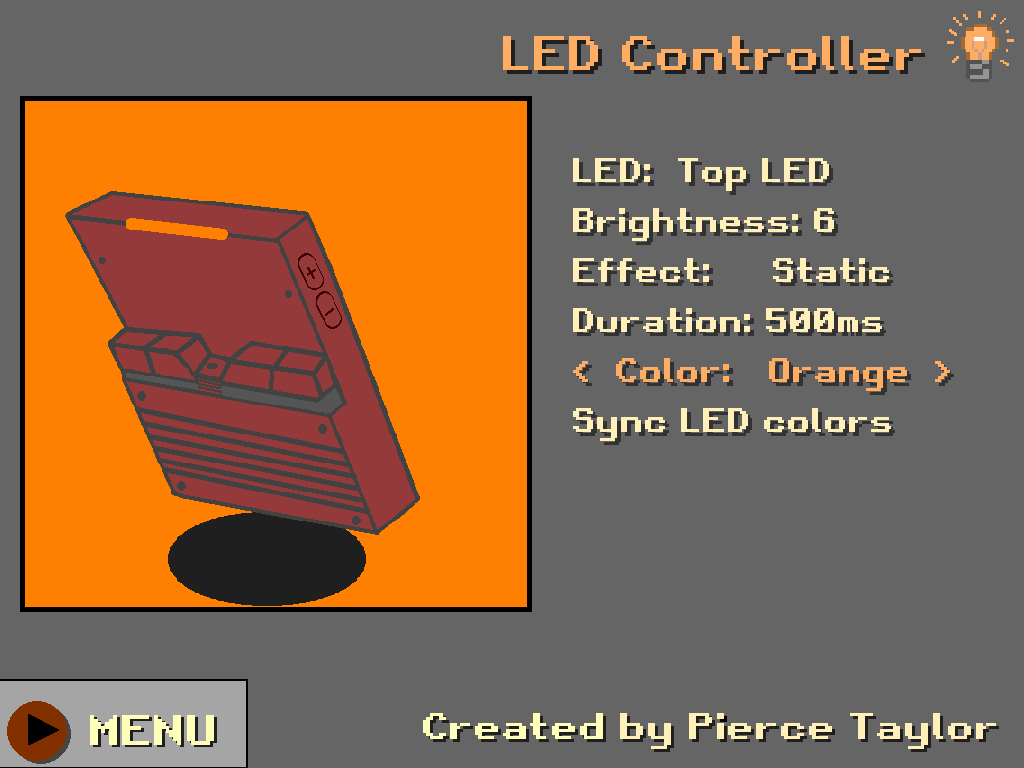 LED Controller
LED: Top LED
Brightness: 6
Effect: Static
Duration: 500ms
< Color: Orange >
Sync LED colors
+
-
MENU
Created by Pierce Taylor